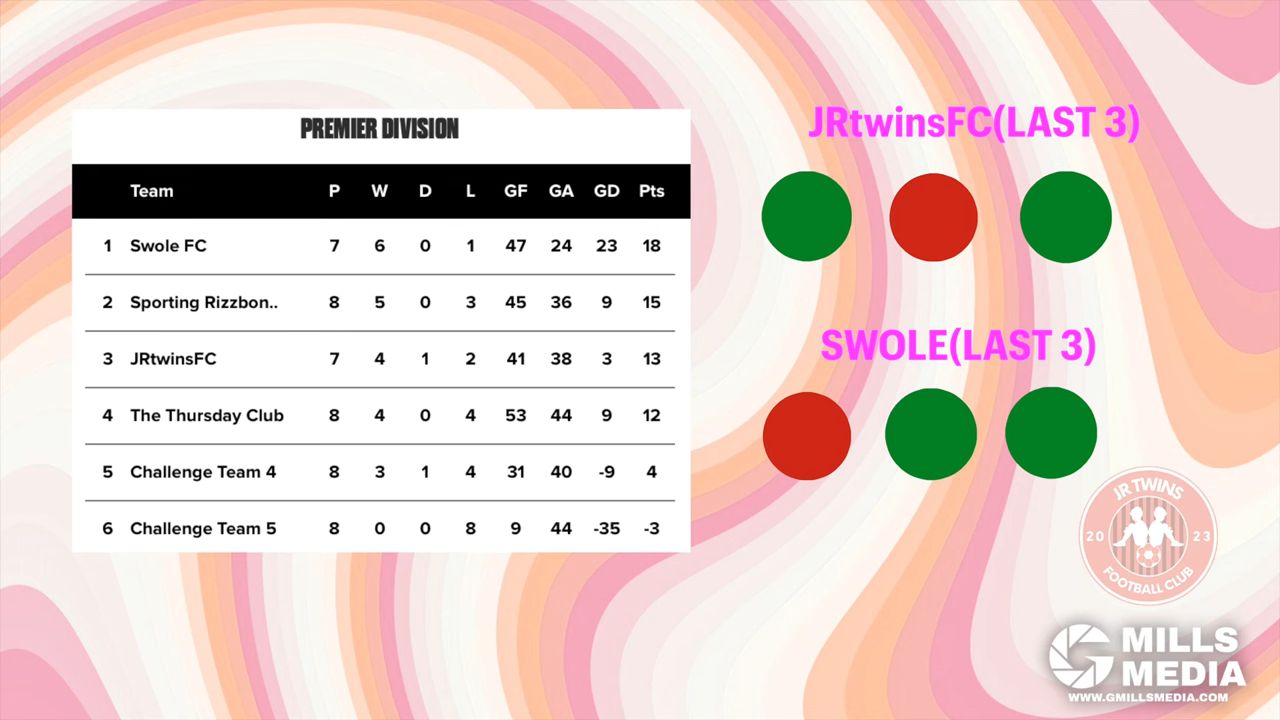 PREMIER DIVISION
Team P W D L GF GA GD Pts
1 Swole FC 7 6 0 1 47 24 23 18
2 Sporting Rizzbon.. 8 5 0 3 45 36 9 15
3 JRtwinsFC 7 4 1 2 41 38 3 13
4 The Thursday Club 8 4 0 4 53 44 9 12
5 Challenge Team 4 8 3 1 4 31 40 -9 4
6 Challenge Team 5 8 0 0 8 9 44 -35 -3
JRtwinsFC(LAST 3)
SWOLE(LAST 3)
JR TWINS
20 23
FOOTBALL CLUB
G MILLS
MEDIA
WWW.GMILLSMEDIA.COM